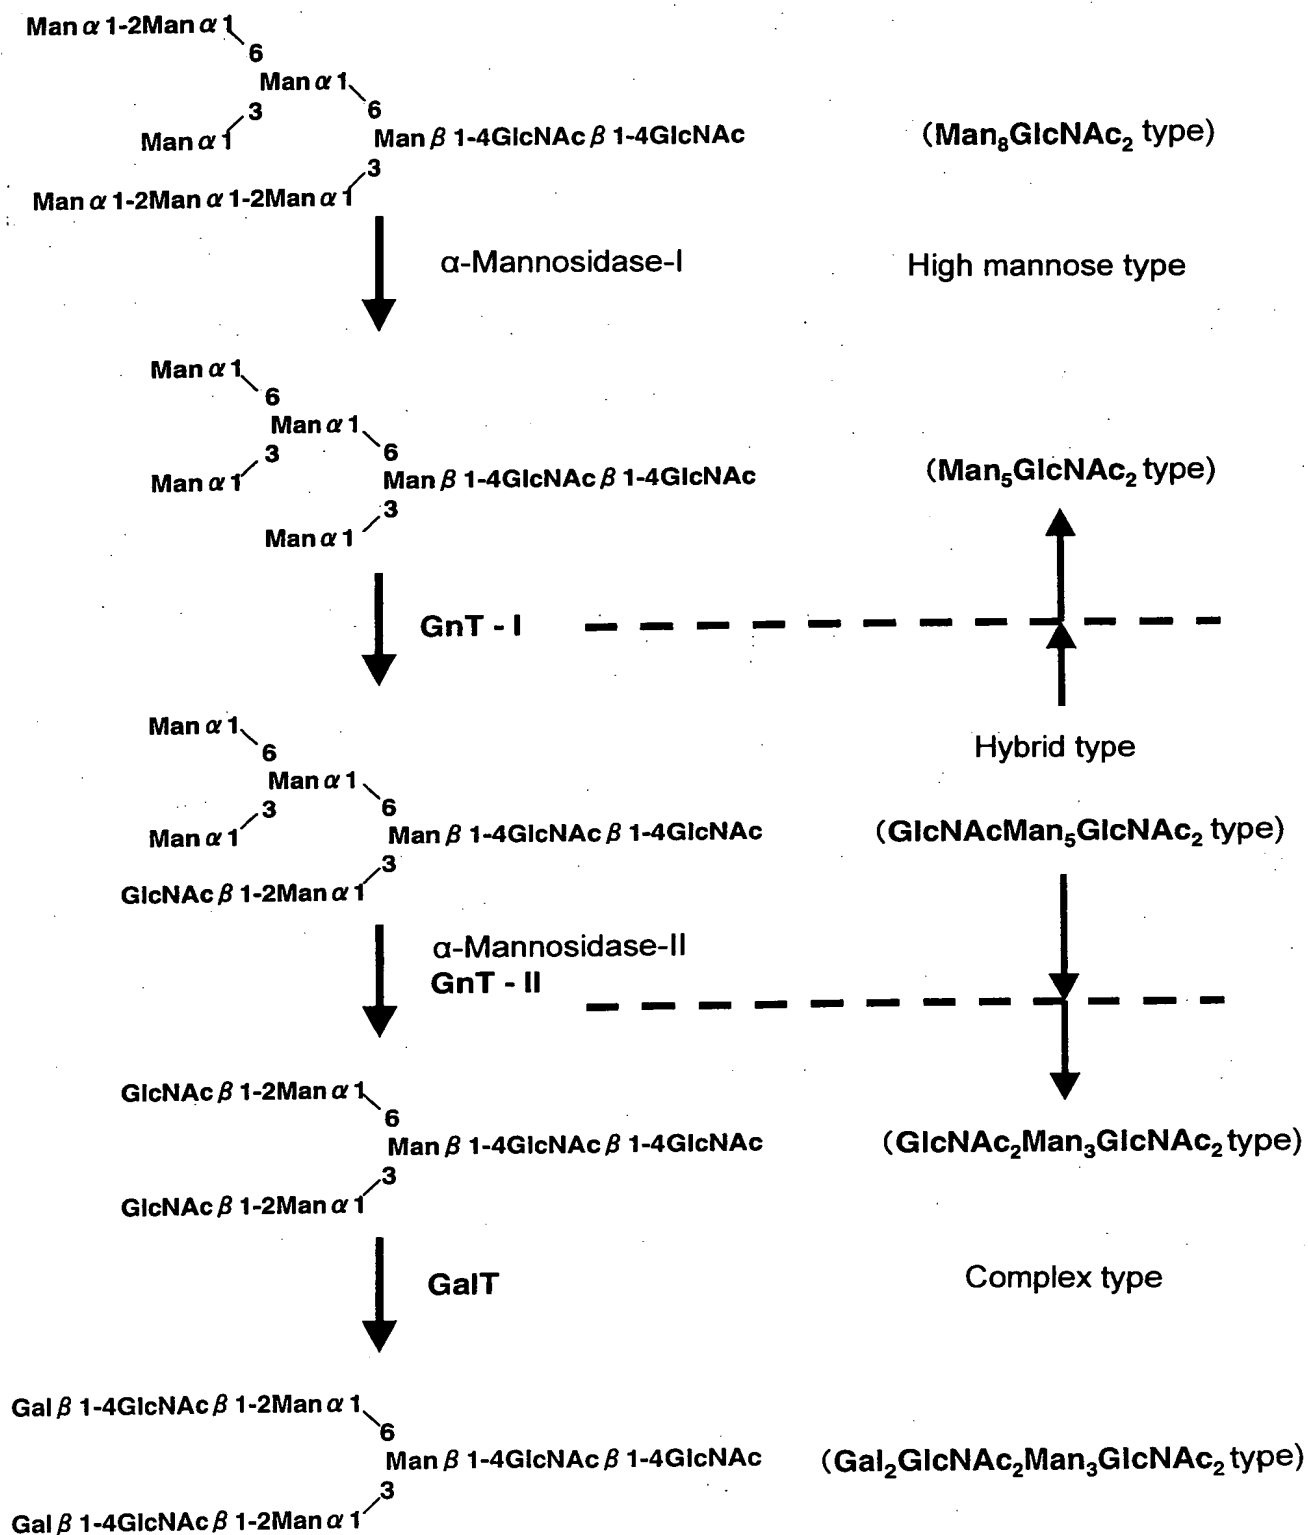 Man α 1-2Man α 1
6
Man α 1
3
6
Man α 1
Man β 1-4GlcNAc β 1-4GlcNAc
(Man₈GlcNAc₂ type)
3
Man α 1-2Man α 1-2Man α 1
α-Mannosidase-I
High mannose type
Man α 1
6
Man α 1
3
6
Man α 1
Man β 1-4GlcNAc β 1-4GlcNAc
(Man₅GlcNAc₂ type)
3
Man α 1
GnT - I
Man α 1
6
Hybrid type
Man α 1
3
6
Man α 1
Man β 1-4GlcNAc β 1-4GlcNAc
(GlcNAcMan₅GlcNAc₂ type)
3
GlcNAc β 1-2Man α 1
α-Mannosidase-II
GnT - II
GlcNAc β 1-2Man α 1
6
Man β 1-4GlcNAc β 1-4GlcNAc
(GlcNAc₂Man₃GlcNAc₂ type)
3
GlcNAc β 1-2Man α 1
GalT
Complex type
Gal β 1-4GlcNAc β 1-2Man α 1
6
Man β 1-4GlcNAc β 1-4GlcNAc
(Gal₂GlcNAc₂Man₃GlcNAc₂ type)
3
Gal β 1-4GlcNAc β 1-2Man α 1